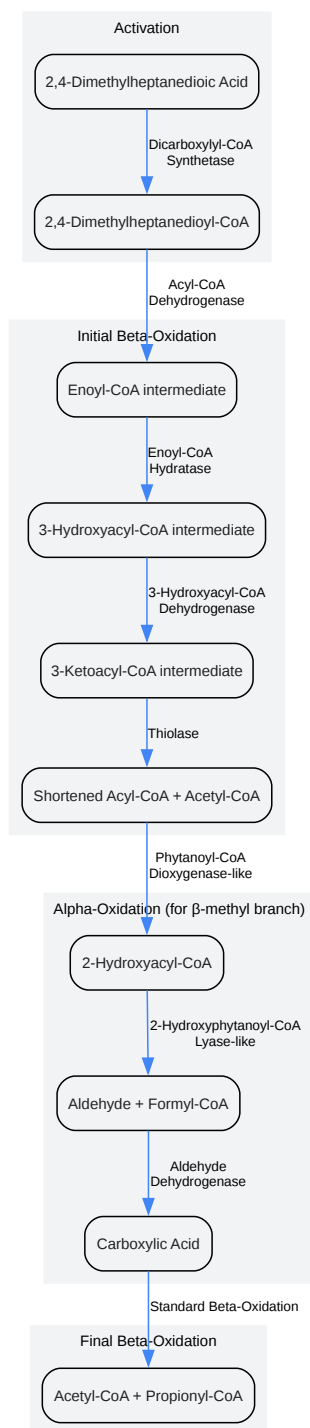 Activation
2,4-Dimethylheptanedioic Acid
Dicarboxylyl-CoA
Synthetase
2,4-Dimethylheptanedioyl-CoA
Acyl-CoA
Dehydrogenase
Initial Beta-Oxidation
Enoyl-CoA intermediate
Enoyl-CoA
Hydratase
3-Hydroxyacyl-CoA intermediate
3-Hydroxyacyl-CoA
Dehydrogenase
3-Ketoacyl-CoA intermediate
Thiolase
Shortened Acyl-CoA + Acetyl-CoA
Phytanoyl-CoA
Dioxygenase-like
Alpha-Oxidation (for β-methyl branch)
2-Hydroxyacyl-CoA
2-Hydroxyphytanoyl-CoA
Lyase-like
Aldehyde + Formyl-CoA
Aldehyde
Dehydrogenase
Carboxylic Acid
Standard Beta-Oxidation
Final Beta-Oxidation
Acetyl-CoA + Propionyl-CoA